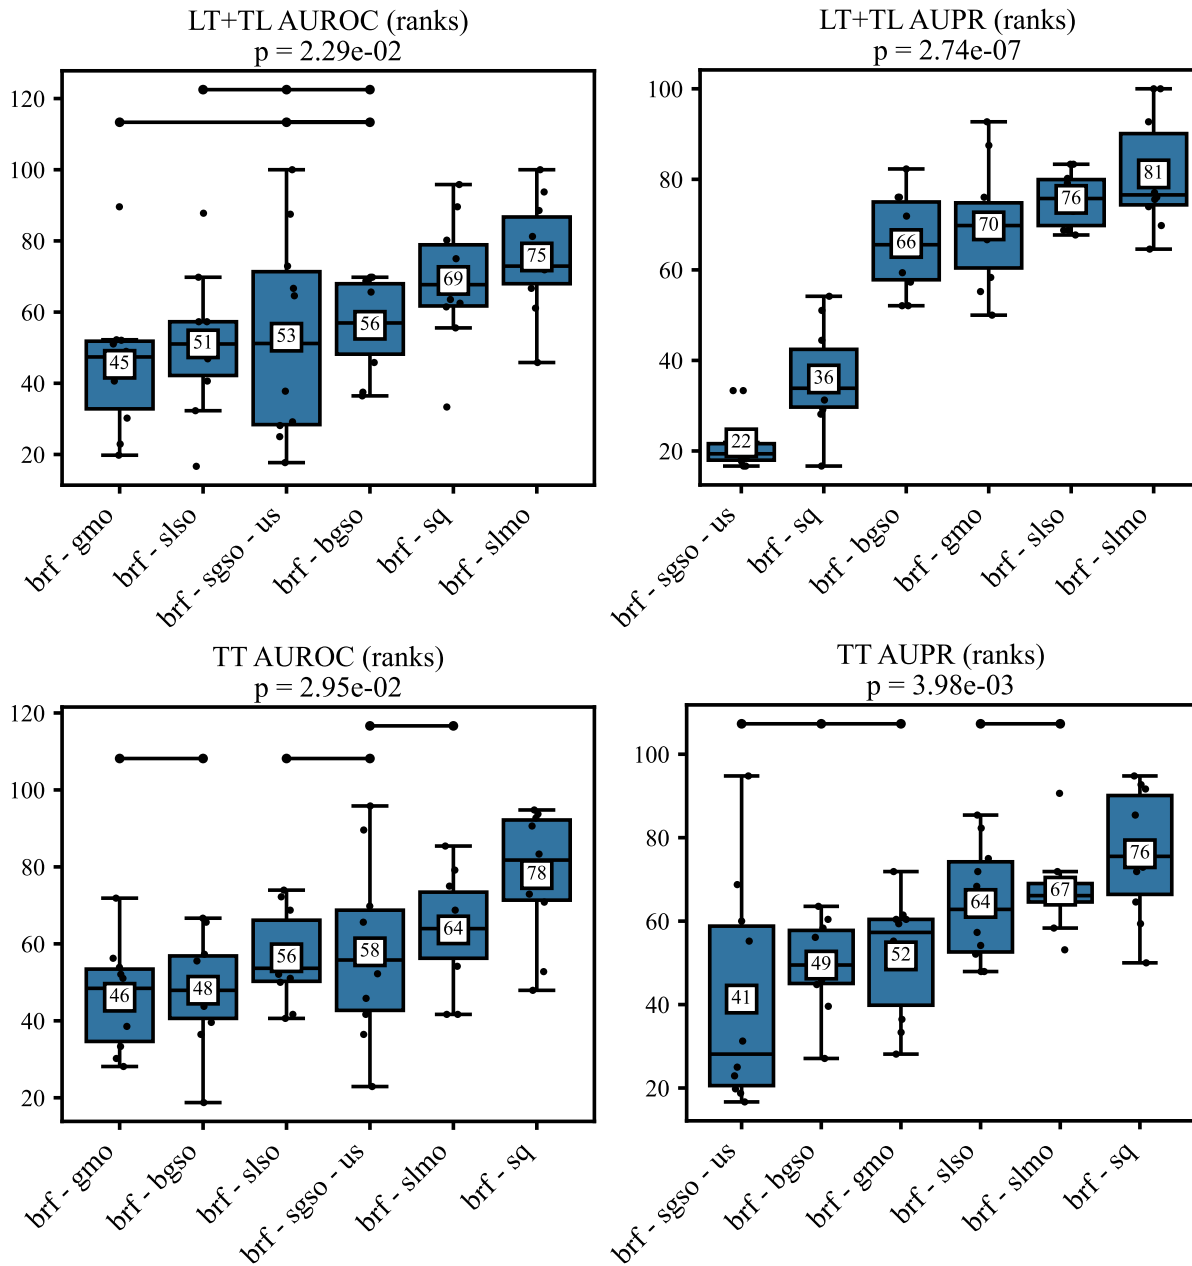 LT+TL AUROC (ranks)
p = 2.29e-02
120
100
80
60
40
20
45
51
53
56
69
75
brf - gmo
brf - slso
brf - sgso - us
brf - bgso
brf - sq
brf - slmo
LT+TL AUPR (ranks)
p = 2.74e-07
100
80
60
40
20
22
36
66
70
76
81
brf - sgso - us
brf - sq
brf - bgso
brf - gmo
brf - slso
brf - slmo
TT AUROC (ranks)
p = 2.95e-02
120
100
80
60
40
20
46
48
56
58
64
78
brf - gmo
brf - bgso
brf - slso
brf - sgso - us
brf - slmo
brf - sq
TT AUPR (ranks)
p = 3.98e-03
100
80
60
40
20
41
49
52
64
67
76
brf - sgso - us
brf - bgso
brf - gmo
brf - slso
brf - slmo
brf - sq